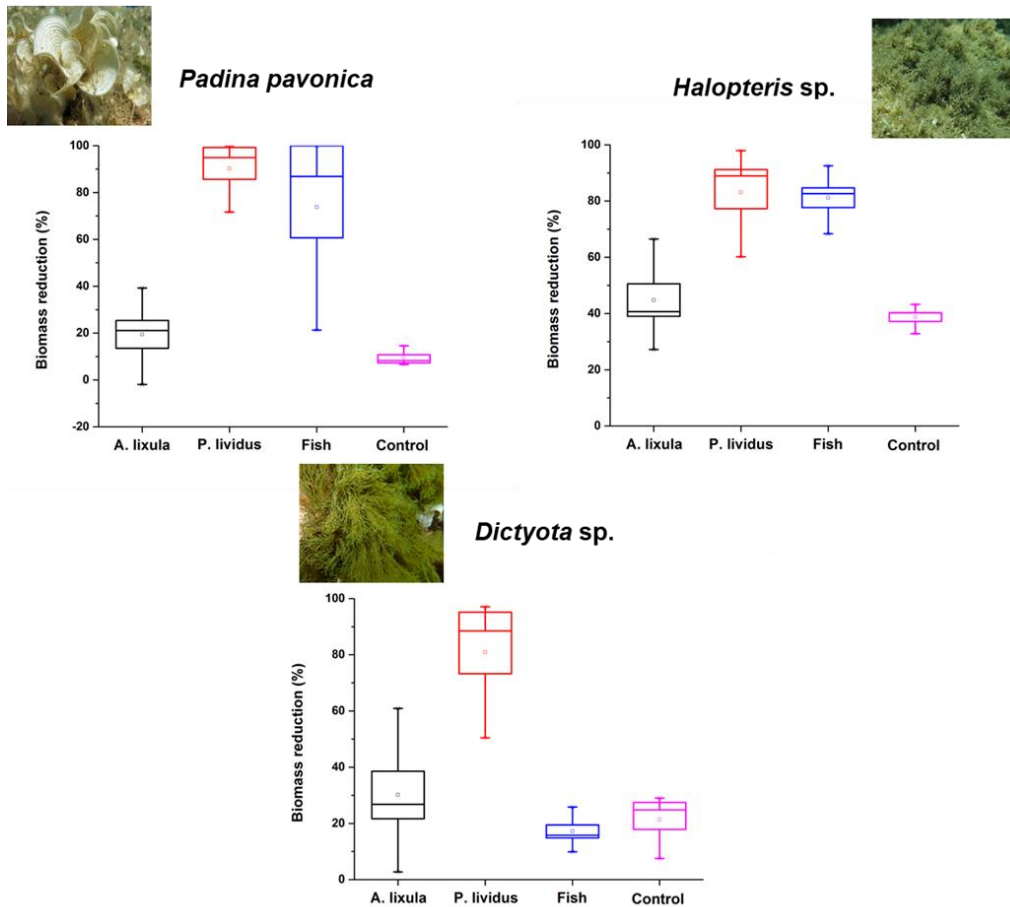 Padina pavonica
Biomass reduction (%)
100
80
60
40
20
0
-20
A. lixula P. lividus Fish Control
Halopteris sp.
Biomass reduction (%)
100
80
60
40
20
0
A. lixula P. lividus Fish Control
Dictyota sp.
Biomass reduction (%)
100
80
60
40
20
0
A. lixula P. lividus Fish Control